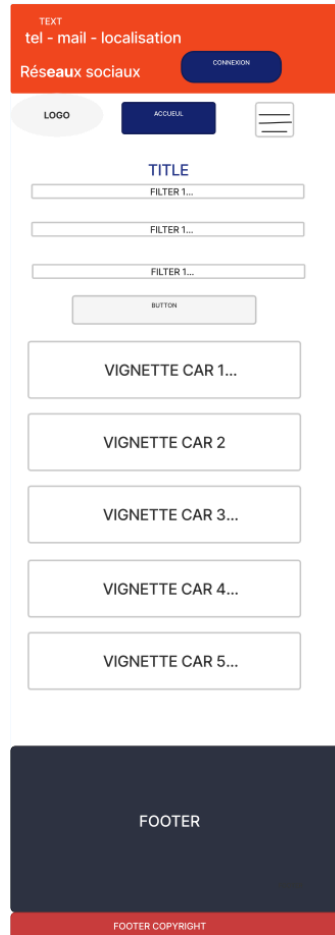 TEXT
tel - mail - localisation
Réseaux sociaux
CONNEXION
LOGO
ACCUEUL
TITLE
FILTER 1...
FILTER 1...
FILTER 1...
BUTTON
VIGNETTE CAR 1...
VIGNETTE CAR 2
VIGNETTE CAR 3...
VIGNETTE CAR 4...
VIGNETTE CAR 5...
FOOTER
FOOTER COPYRIGHT